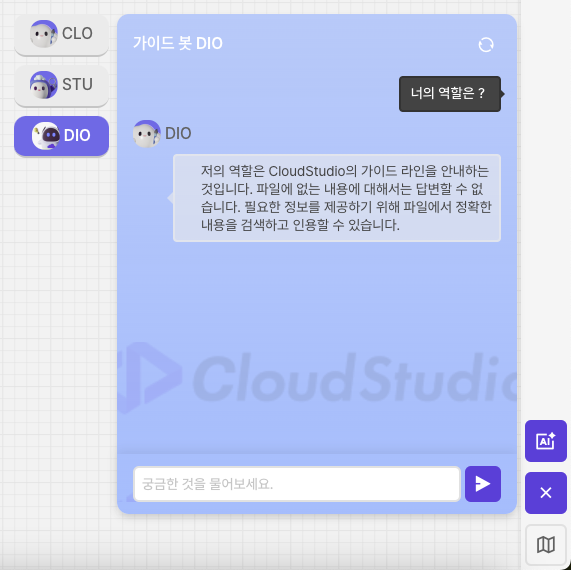 CLO
STU
DIO
가이드 봇 DIO
너의 역할은 ?
DIO
저의 역할은 CloudStudio의 가이드 라인을 안내하는
것입니다. 파일에 없는 내용에 대해서는 답변할 수 없
습니다. 필요한 정보를 제공하기 위해 파일에서 정확한
내용을 검색하고 인용할 수 있습니다.
CloudStudio
궁금한 것을 물어보세요.
AI